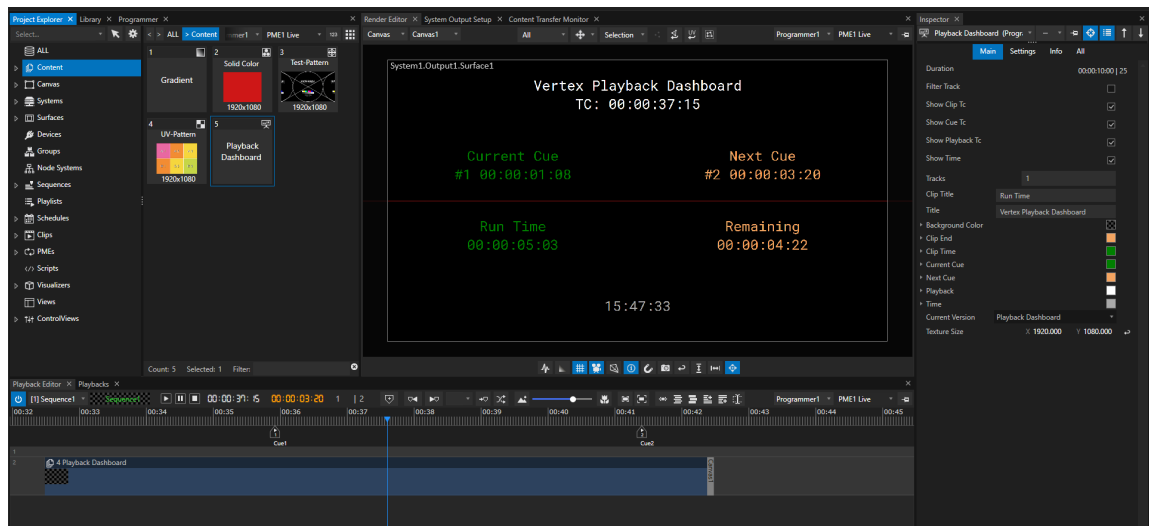 Project Explorer × Library × Programmer × ×
Select...
ALL
Content
Canvas
Systems
Surfaces
Devices
Groups
Node Systems
Sequences
Playlists
Schedules
Clips
PMEs
Scripts
Visualizers
Views
ControlViews
< > ALL > Content PME1 Live
1
Gradient
2
Solid Color
1920x1080
3
Test-Pattern
1920x1080
4
UV-Pattern
1920x1080
5
Playback
Dashboard
Count: 5 Selected: 1 Filter:
Render Editor × System Output Setup × Content Transfer Monitor × ×
Canvas Canvas1 All Selection Programmer1 PME1 Live
System1.Output1.Surface1
Vertex Playback Dashboard
TC: 00:00:37:15
Current Cue
#1 00:00:01:08
Next Cue
#2 00:00:03:20
Run Time
00:00:05:03
Remaining
00:00:04:22
15:47:33
Inspector × ×
Playback Dashboard (Progr
Main Settings Info All
Duration 00:00:10:00 | 25
Filter Track
Show Clip Tc
Show Cue Tc
Show Playback Tc
Show Time
Tracks 1
Clip Title Run Time
Title Vertex Playback Dashboard
Background Color
Clip End
Clip Time
Current Cue
Next Cue
Playback
Time
Current Version Playback Dashboard
Texture Size X 1920.000 Y 1080.000
Playback Editor × Playbacks × ×
[1] Sequence1 Sequence1 00:00:37:15 00:00:03:20 1 | 2 Programmer1 PME1 Live
00:32 00:33 00:34 00:35 00:36 00:37 00:38 00:39 00:40 00:41 00:42 00:43 00:44 00:45
1 2
Cue1 Cue2
1
2 4 Playback Dashboard
Canvas1